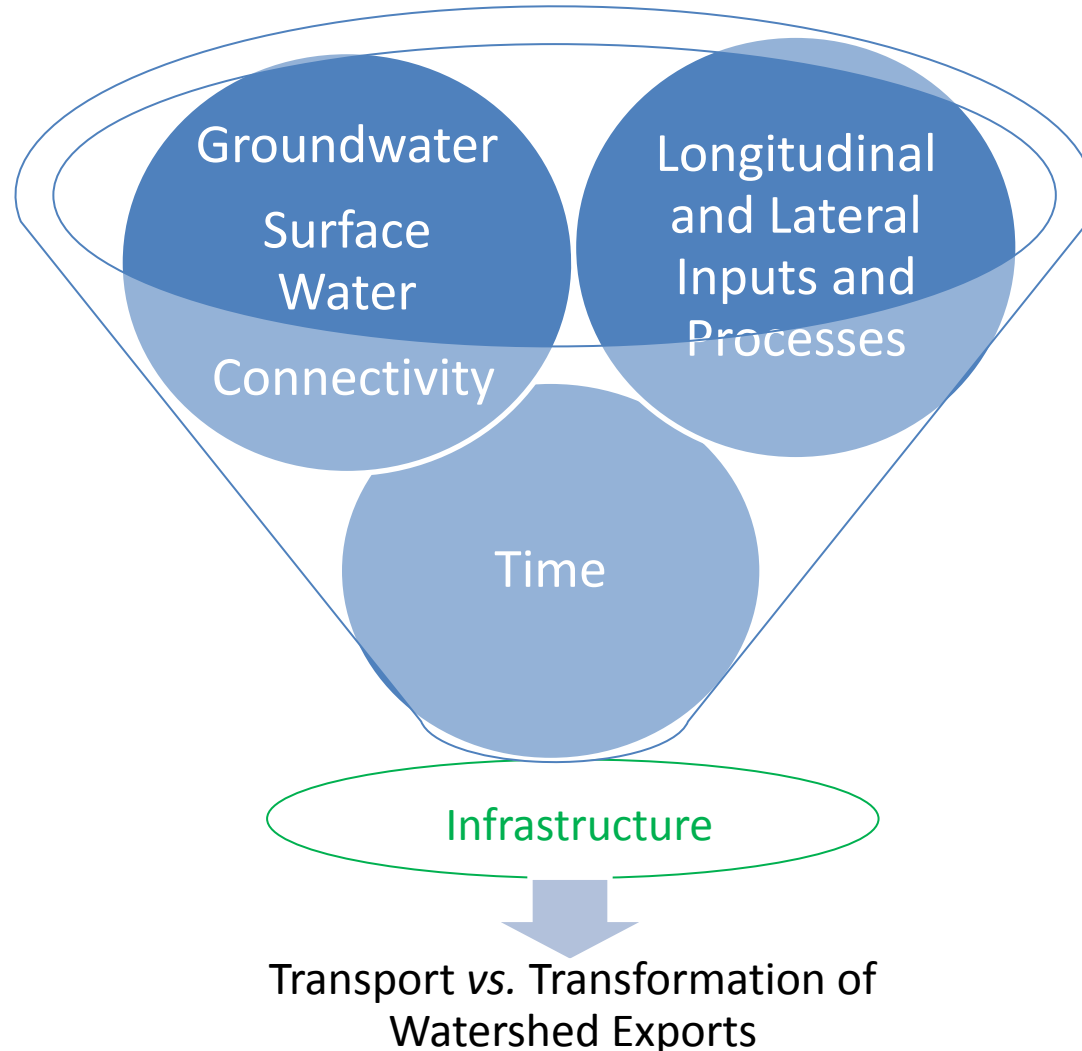 Groundwater
Surface
Water
Connectivity
Longitudinal
and Lateral
Inputs and
Processes
Time
Infrastructure
Transport vs. Transformation of
Watershed Exports